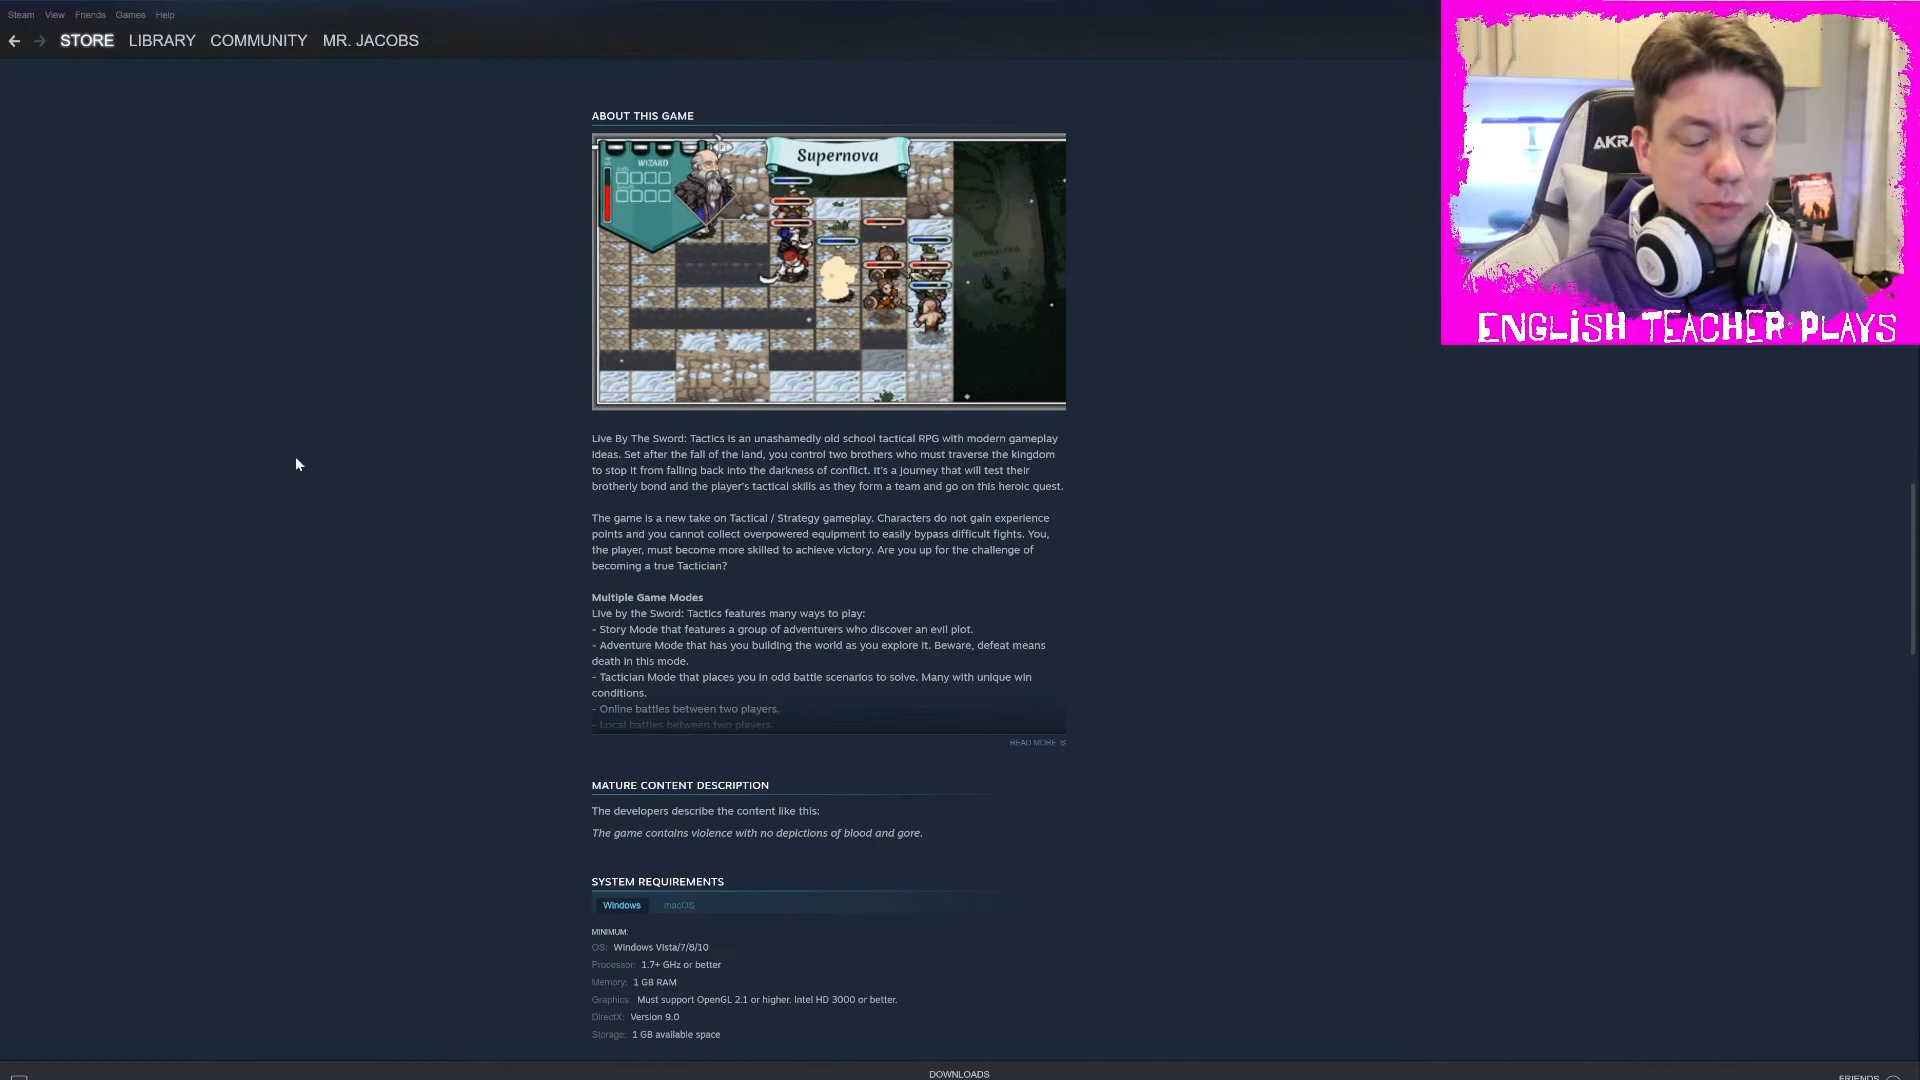 Steam View Friends Games Help
STORE LIBRARY COMMUNITY MR. JACOBS
ABOUT THIS GAME
WIZARD
Supernova
Live By The Sword: Tactics is an unashamedly old school tactical RPG with modern gameplay
ideas. Set after the fall of the land, you control two brothers who must traverse the kingdom
to stop it from falling back into the darkness of conflict. It's a journey that will test their
brotherly bond and the player's tactical skills as they form a team and go on this heroic quest.
The game is a new take on Tactical / Strategy gameplay. Characters do not gain experience
points and you cannot collect overpowered equipment to easily bypass difficult fights. You,
the player, must become more skilled to achieve victory. Are you up for the challenge of
becoming a true Tactician?
Multiple Game Modes
Live by the Sword: Tactics features many ways to play:
- Story Mode that features a group of adventurers who discover an evil plot.
- Adventure Mode that has you building the world as you explore it. Beware, defeat means
death in this mode.
- Tactician Mode that places you in odd battle scenarios to solve. Many with unique win
conditions.
- Online battles between two players.
- Local battles between two players.
READ MORE
MATURE CONTENT DESCRIPTION
The developers describe the content like this:
The game contains violence with no depictions of blood and gore.
SYSTEM REQUIREMENTS
Windows macOS
MINIMUM:
OS: Windows Vista/7/8/10
Processor: 1.7+ GHz or better
Memory: 1 GB RAM
Graphics: Must support OpenGL 2.1 or higher. Intel HD 3000 or better.
DirectX: Version 9.0
Storage: 1 GB available space
DOWNLOADS
FRIENDS
ENGLISH TEACHER PLAYS